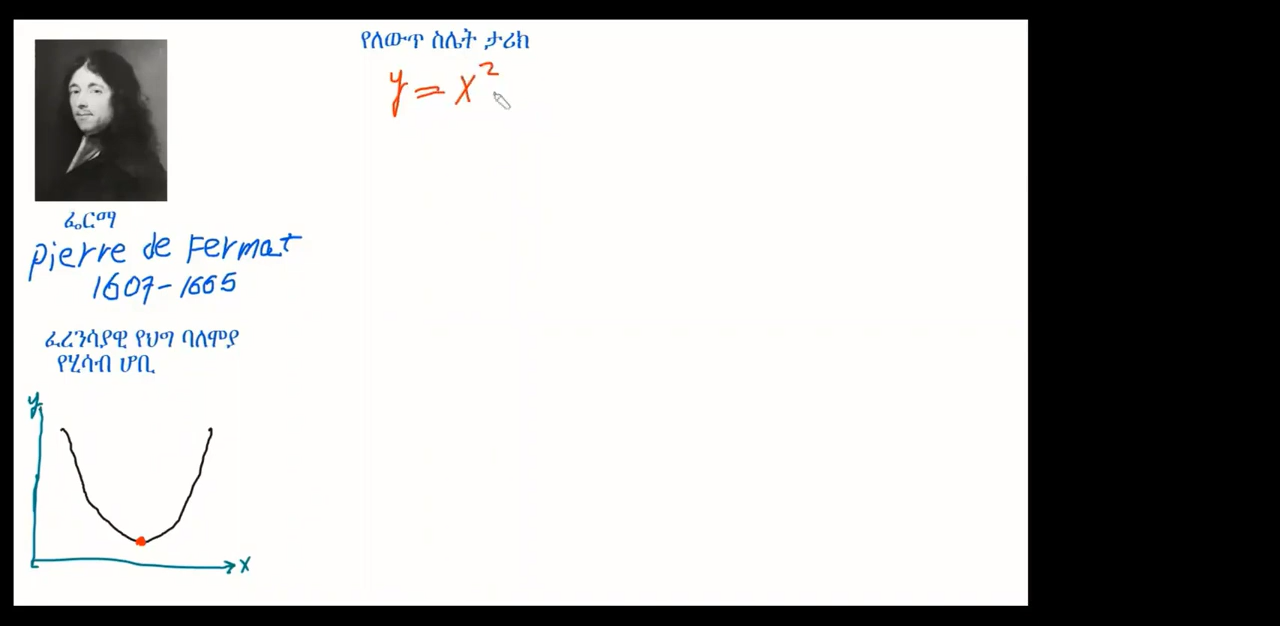 የለውጥ ስሌት ታሪክ
y = x²
ፌርማ
Pierre de Fermat
1607-1665
ፈረንሳያዊ የህግ ባለሞያ
የሂሳብ ሆቢ
y
x